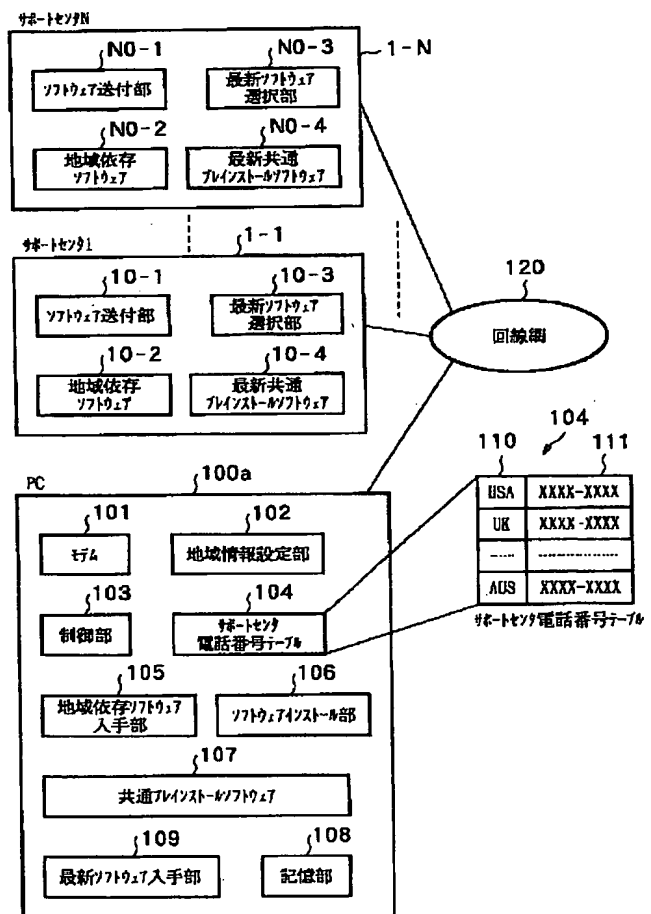 サポートセンタN
N0-1
N0-3
1-N
ソフトウェア送付部
最新ソフトウェア
選択部
N0-2
N0-4
地域依存
ソフトウェア
最新共通
プレインストールソフトウェア
サポートセンタ1
1-1
10-1
10-3
ソフトウェア送付部
最新ソフトウェア
選択部
10-2
10-4
地域依存
ソフトウェア
最新共通
プレインストールソフトウェア
120
回線網
PC
100a
101
102
モデム
地域情報設定部
103
104
制御部
サポートセンタ
電話番号テーブル
105
106
地域依存ソフトウェア
入手部
ソフトウェアインストール部
107
共通プレインストールソフトウェア
109
108
最新ソフトウェア入手部
記憶部
110
104
111
USA XXXX-XXXX
UK XXXX-XXXX
AUS XXXX-XXXX
サポートセンタ電話番号テーブル